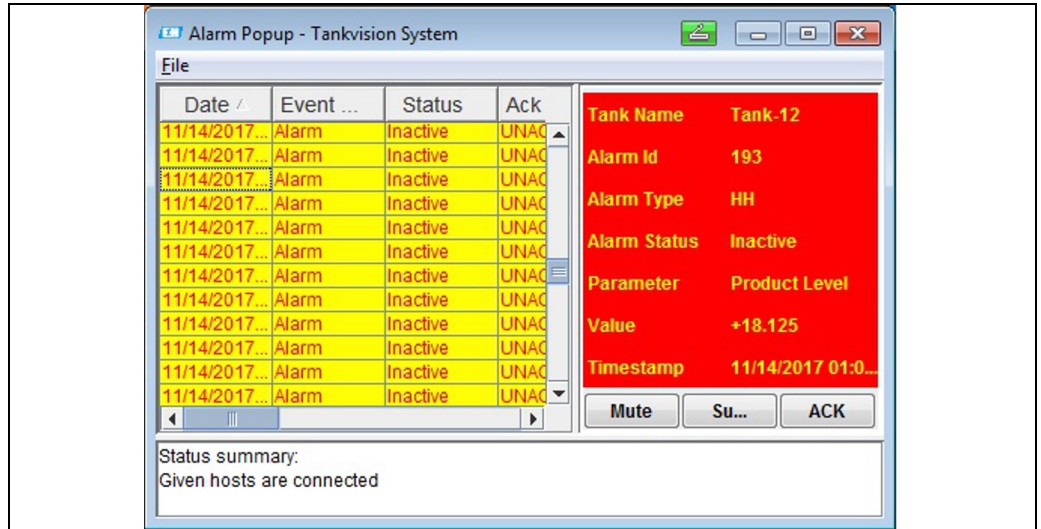 Alarm Popup - Tankvision System
File
Date Event ... Status Ack
11/14/2017... Alarm Inactive UNAC
11/14/2017... Alarm Inactive UNAC
11/14/2017... Alarm Inactive UNAC
11/14/2017... Alarm Inactive UNAC
11/14/2017... Alarm Inactive UNAC
11/14/2017... Alarm Inactive UNAC
11/14/2017... Alarm Inactive UNAC
11/14/2017... Alarm Inactive UNAC
11/14/2017... Alarm Inactive UNAC
11/14/2017... Alarm Inactive UNAC
11/14/2017... Alarm Inactive UNAC
11/14/2017... Alarm Inactive UNAC
Tank Name Tank-12
Alarm Id 193
Alarm Type HH
Alarm Status Inactive
Parameter Product Level
Value +18.125
Timestamp 11/14/2017 01:0...
Mute Su... ACK
Status summary:
Given hosts are connected